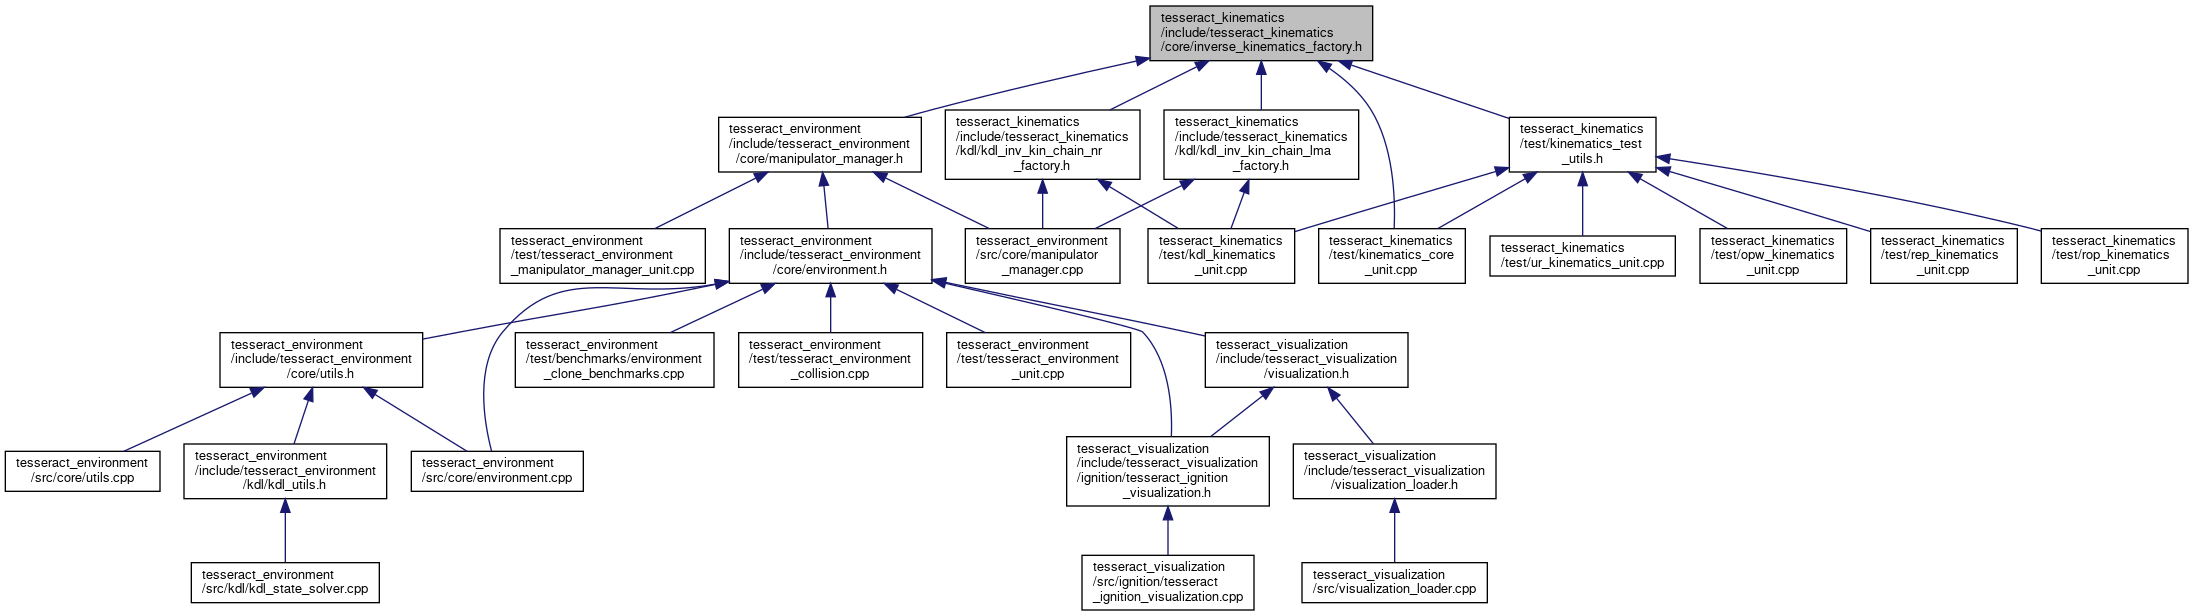 tesseract_kinematics
/include/tesseract_kinematics
/core/inverse_kinematics_factory.h
tesseract_environment
/include/tesseract_environment
/core/manipulator_manager.h
tesseract_kinematics
/include/tesseract_kinematics
/kdl/kdl_inv_kin_chain_nr
_factory.h
tesseract_kinematics
/include/tesseract_kinematics
/kdl/kdl_inv_kin_chain_lma
_factory.h
tesseract_kinematics
/test/kinematics_test
_utils.h
tesseract_environment
/test/tesseract_environment
_manipulator_manager_unit.cpp
tesseract_environment
/include/tesseract_environment
/core/environment.h
tesseract_environment
/src/core/manipulator
_manager.cpp
tesseract_kinematics
/test/kdl_kinematics
_unit.cpp
tesseract_kinematics
/test/kinematics_core
_unit.cpp
tesseract_kinematics
/test/ur_kinematics_unit.cpp
tesseract_kinematics
/test/opw_kinematics
_unit.cpp
tesseract_kinematics
/test/rep_kinematics
_unit.cpp
tesseract_kinematics
/test/rop_kinematics
_unit.cpp
tesseract_environment
/include/tesseract_environment
/core/utils.h
tesseract_environment
/test/benchmarks/environment
_clone_benchmarks.cpp
tesseract_environment
/test/tesseract_environment
_collision.cpp
tesseract_environment
/test/tesseract_environment
_unit.cpp
tesseract_visualization
/include/tesseract_visualization
/visualization.h
tesseract_environment
/src/core/utils.cpp
tesseract_environment
/include/tesseract_environment
/kdl/kdl_utils.h
tesseract_environment
/src/core/environment.cpp
tesseract_visualization
/include/tesseract_visualization
/ignition/tesseract_ignition
_visualization.h
tesseract_visualization
/include/tesseract_visualization
/visualization_loader.h
tesseract_environment
/src/kdl/kdl_state_solver.cpp
tesseract_visualization
/src/ignition/tesseract
_ignition_visualization.cpp
tesseract_visualization
/src/visualization_loader.cpp